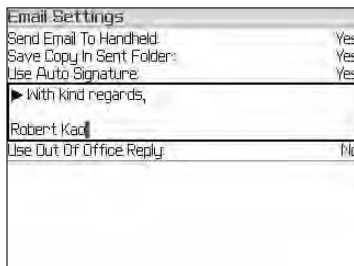 Email Settings
Send Email To Handheld: Yes
Save Copy In Sent Folder: Yes
Use Auto Signature: Yes
With kind regards,
Robert Kao
Use Out Of Office Reply: No